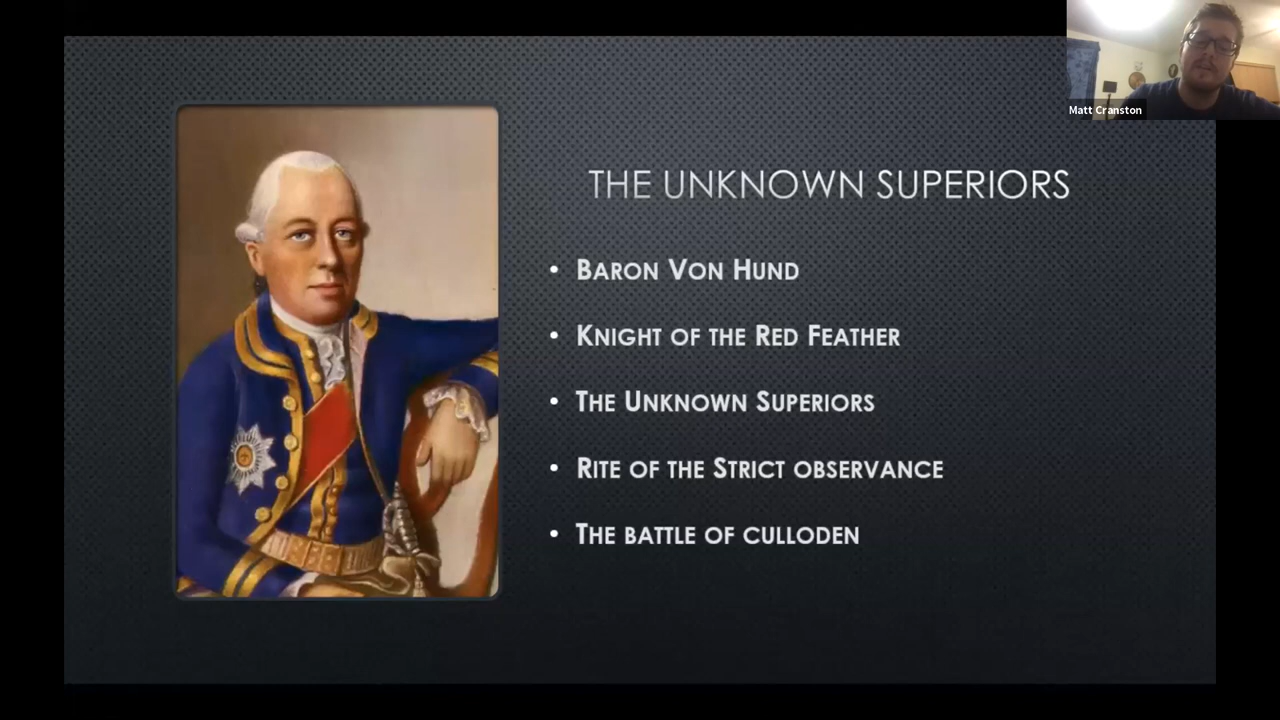 Matt Cranston
THE UNKNOWN SUPERIORS
• BARON VON HUND
• KNIGHT OF THE RED FEATHER
• THE UNKNOWN SUPERIORS
• RITE OF THE STRICT OBSERVANCE
• THE BATTLE OF CULLODEN